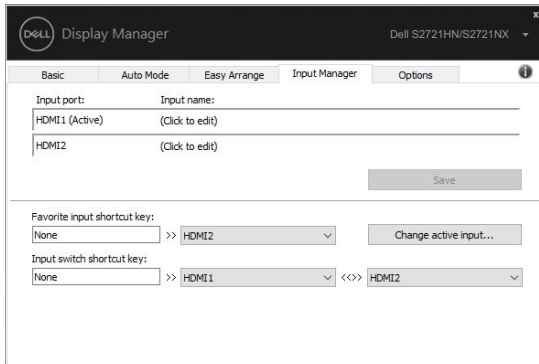 x
DELL Display Manager Dell S2721HN/S2721NX
Basic Auto Mode Easy Arrange Input Manager Options i
Input port: Input name:
HDMI1 (Active) (Click to edit)
HDMI2 (Click to edit)
Save
Favorite input shortcut key:
None >> HDMI2 Change active input...
Input switch shortcut key:
None >> HDMI1 <<>> HDMI2